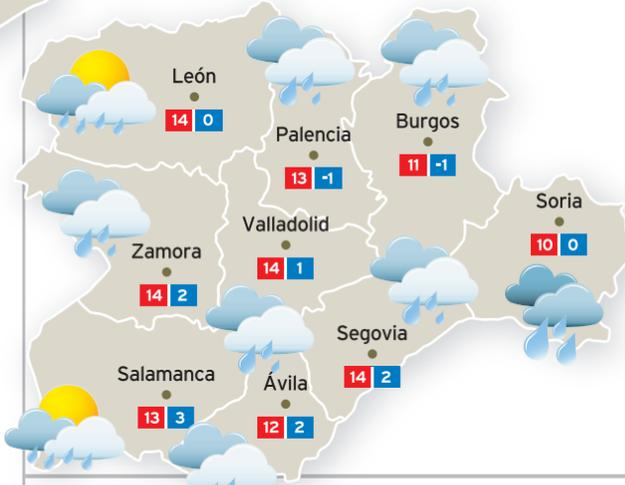 León
14 0
Palencia
13 -1
Burgos
11 -1
Soria
10 0
Valladolid
14 1
Zamora
14 2
Segovia
14 2
Salamanca
13 3
Ávila
12 2